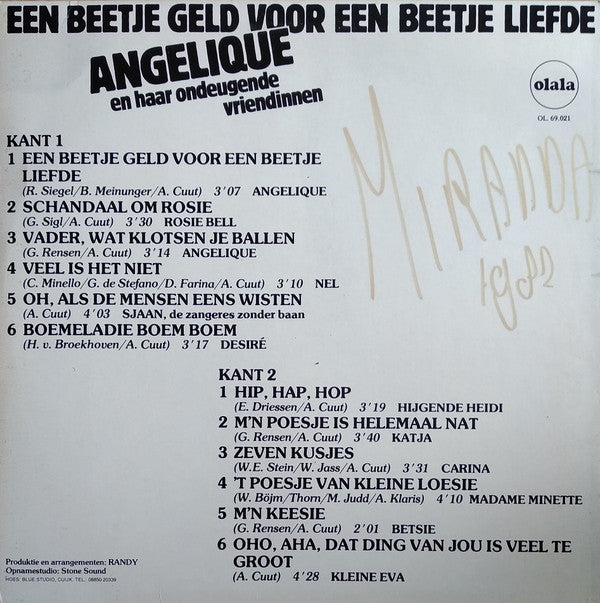 EEN BEETJE GELD VOOR EEN BEETJE LIEFDE
ANGELIQUE
en haar ondeugende
vriendinnen
olala
OL. 69.021
MIRANDA
1982
KANT 1
1 EEN BEETJE GELD VOOR EEN BEETJE
LIEFDE
(R. Siegel/B. Meinunger/A. Cuut) 3'07 ANGELIQUE
2 SCHANDAAL OM ROSIE
(G. Sigl/A. Cuut) 3'30 ROSIE BELL
3 VADER, WAT KLOTSEN JE BALLEN
(G. Rensen/A. Cuut) 3'14 ANGELIQUE
4 VEEL IS HET NIET
(C. Minello/G. de Stefano/D. Farina/A. Cuut) 3'10 NEL
5 OH, ALS DE MENSEN EENS WISTEN
(A. Cuut) 4'03 SJAAN, de zangeres zonder baan
6 BOEMELADIE BOEM BOEM
(H. v. Broekhoven/A. Cuut) 3'17 DESIRÉ
KANT 2
1 HIP, HAP, HOP
(E. Driessen/A. Cuut) 3'19 HIJGENDE HEIDI
2 M'N POESJE IS HELEMAAL NAT
(G. Rensen/A. Cuut) 3'40 KATJA
3 ZEVEN KUSJES
(W.E. Stein/W. Jass/A. Cuut) 3'31 CARINA
4 'T POESJE VAN KLEINE LOESIE
(W. Böjm/Thorn/M. Judd/A. Klaris) 4'10 MADAME MINETTE
5 M'N KEESIE
(G. Rensen/A. Cuut) 2'01 BETSIE
6 OHO, AHA, DAT DING VAN JOU IS VEEL TE
GROOT
(A. Cuut) 4'28 KLEINE EVA
Produktie en arrangementen: RANDY
Opnamestudio: Stone Sound
HOES: BLUE STUDIO, CUIJK. TEL.: 08850-20339